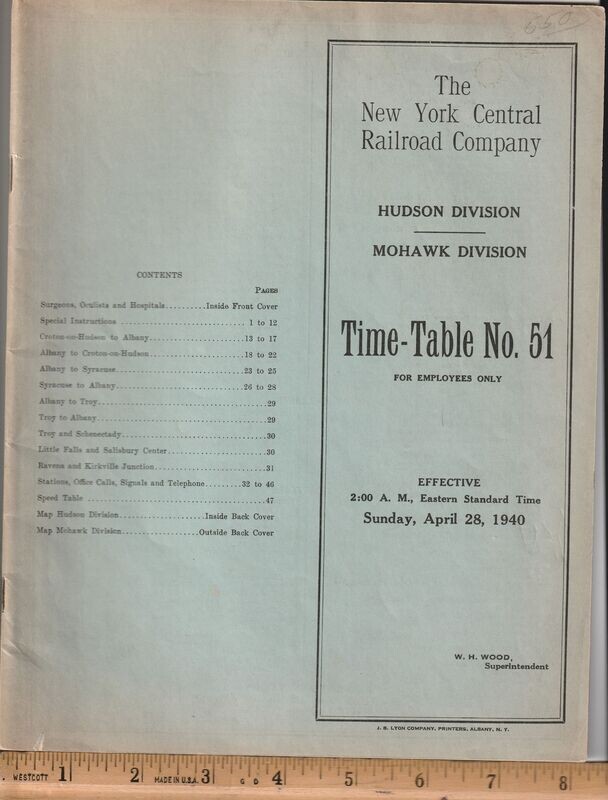 650
CONTENTS
PAGES
Surgeons, Oculists and Hospitals..........Inside Front Cover
Special Instructions ..............................1 to 12
Croton-on-Hudson to Albany........................13 to 17
Albany to Croton-on-Hudson........................18 to 22
Albany to Syracuse................................23 to 25
Syracuse to Albany................................26 to 28
Albany to Troy....................................29
Troy to Albany....................................29
Troy and Schenectady..............................30
Little Falls and Salisbury Center.................30
Ravena and Kirkville Junction.....................31
Stations, Office Calls, Signals and Telephone.........32 to 46
Speed Table ......................................47
Map Hudson Division....................Inside Back Cover
Map Mohawk Division...................Outside Back Cover
The
New York Central
Railroad Company
HUDSON DIVISION
MOHAWK DIVISION
Time-Table No. 51
FOR EMPLOYEES ONLY
EFFECTIVE
2:00 A. M., Eastern Standard Time
Sunday, April 28, 1940
W. H. WOOD,
Superintendent
J. B. LYON COMPANY, PRINTERS, ALBANY, N. Y.
WESTCOTT 1 2 MADE IN U.S.A. 3 4 5 6 7 8